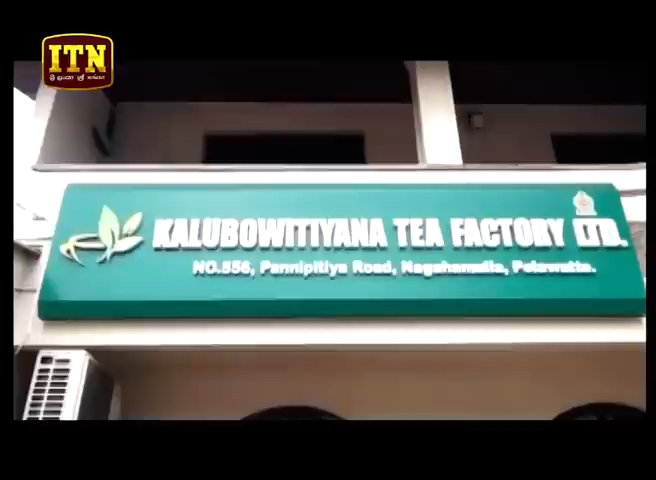 ITN
KALUBOWITIYANA TEA FACTORY LTD.
NO.556, Pannipitiya Road, Nagahamulla, Pelawatta.